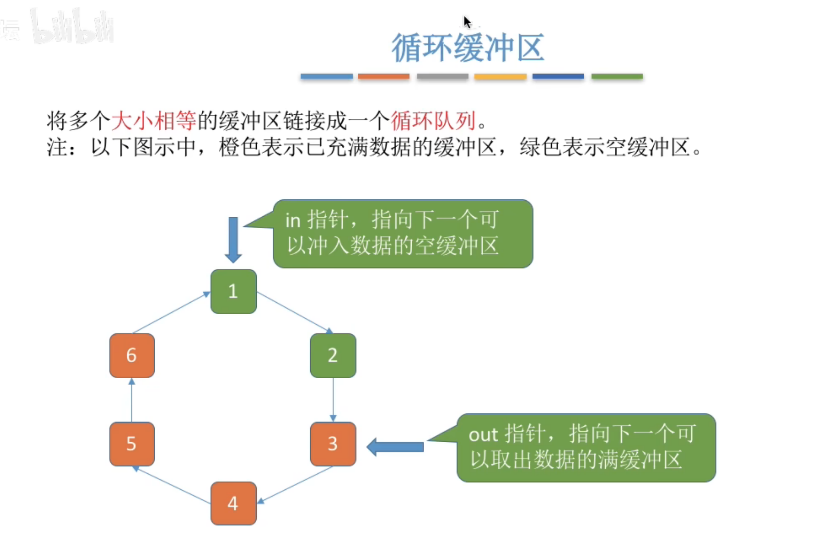 bilibili
循环缓冲区
将多个大小相等的缓冲区链接成一个循环队列。
注：以下图示中，橙色表示已充满数据的缓冲区，绿色表示空缓冲区。
in 指针，指向下一个可
以冲入数据的空缓冲区
1
6
2
5
3
out 指针，指向下一个可
以取出数据的满缓冲区
4